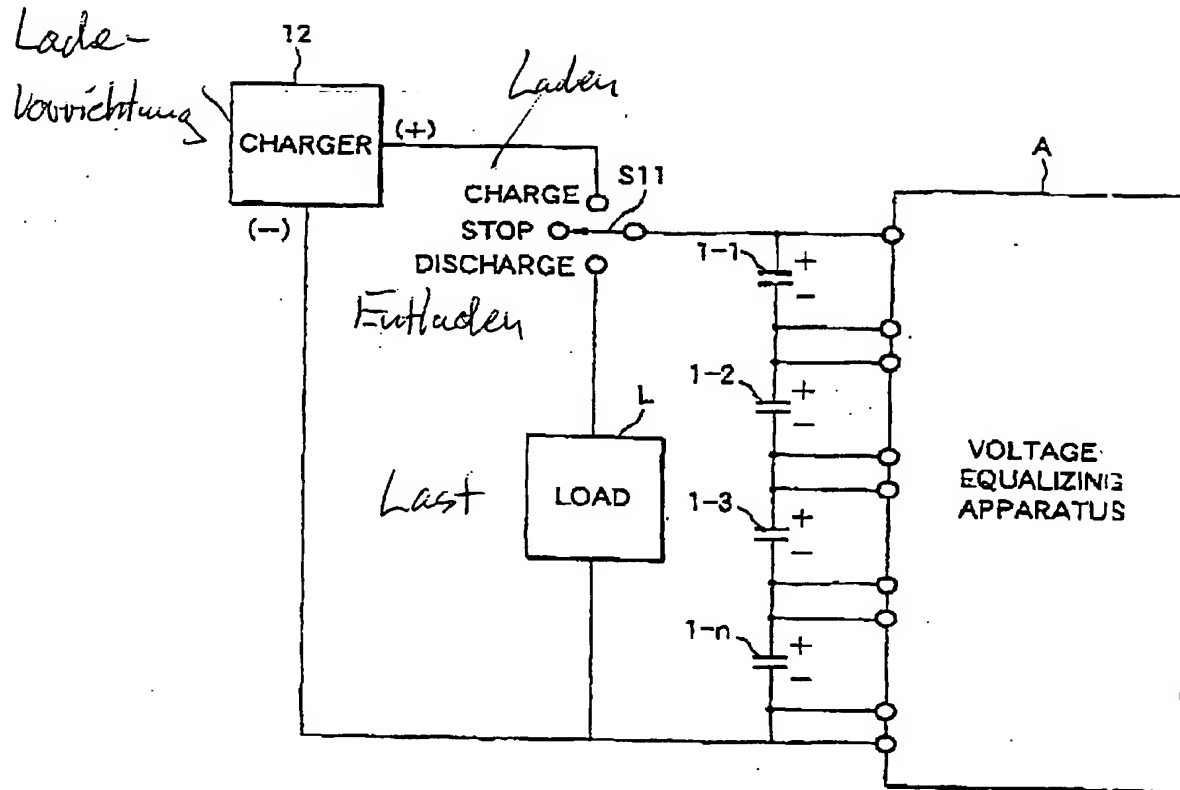 Lade-
vorrichtung
12
CHARGER
(+)
(-)
Laden
CHARGE
STOP
DISCHARGE
S11
Entladen
Last
L
LOAD
1-1
+
-
1-2
+
-
1-3
+
-
1-n
+
-
A
VOLTAGE
EQUALIZING
APPARATUS